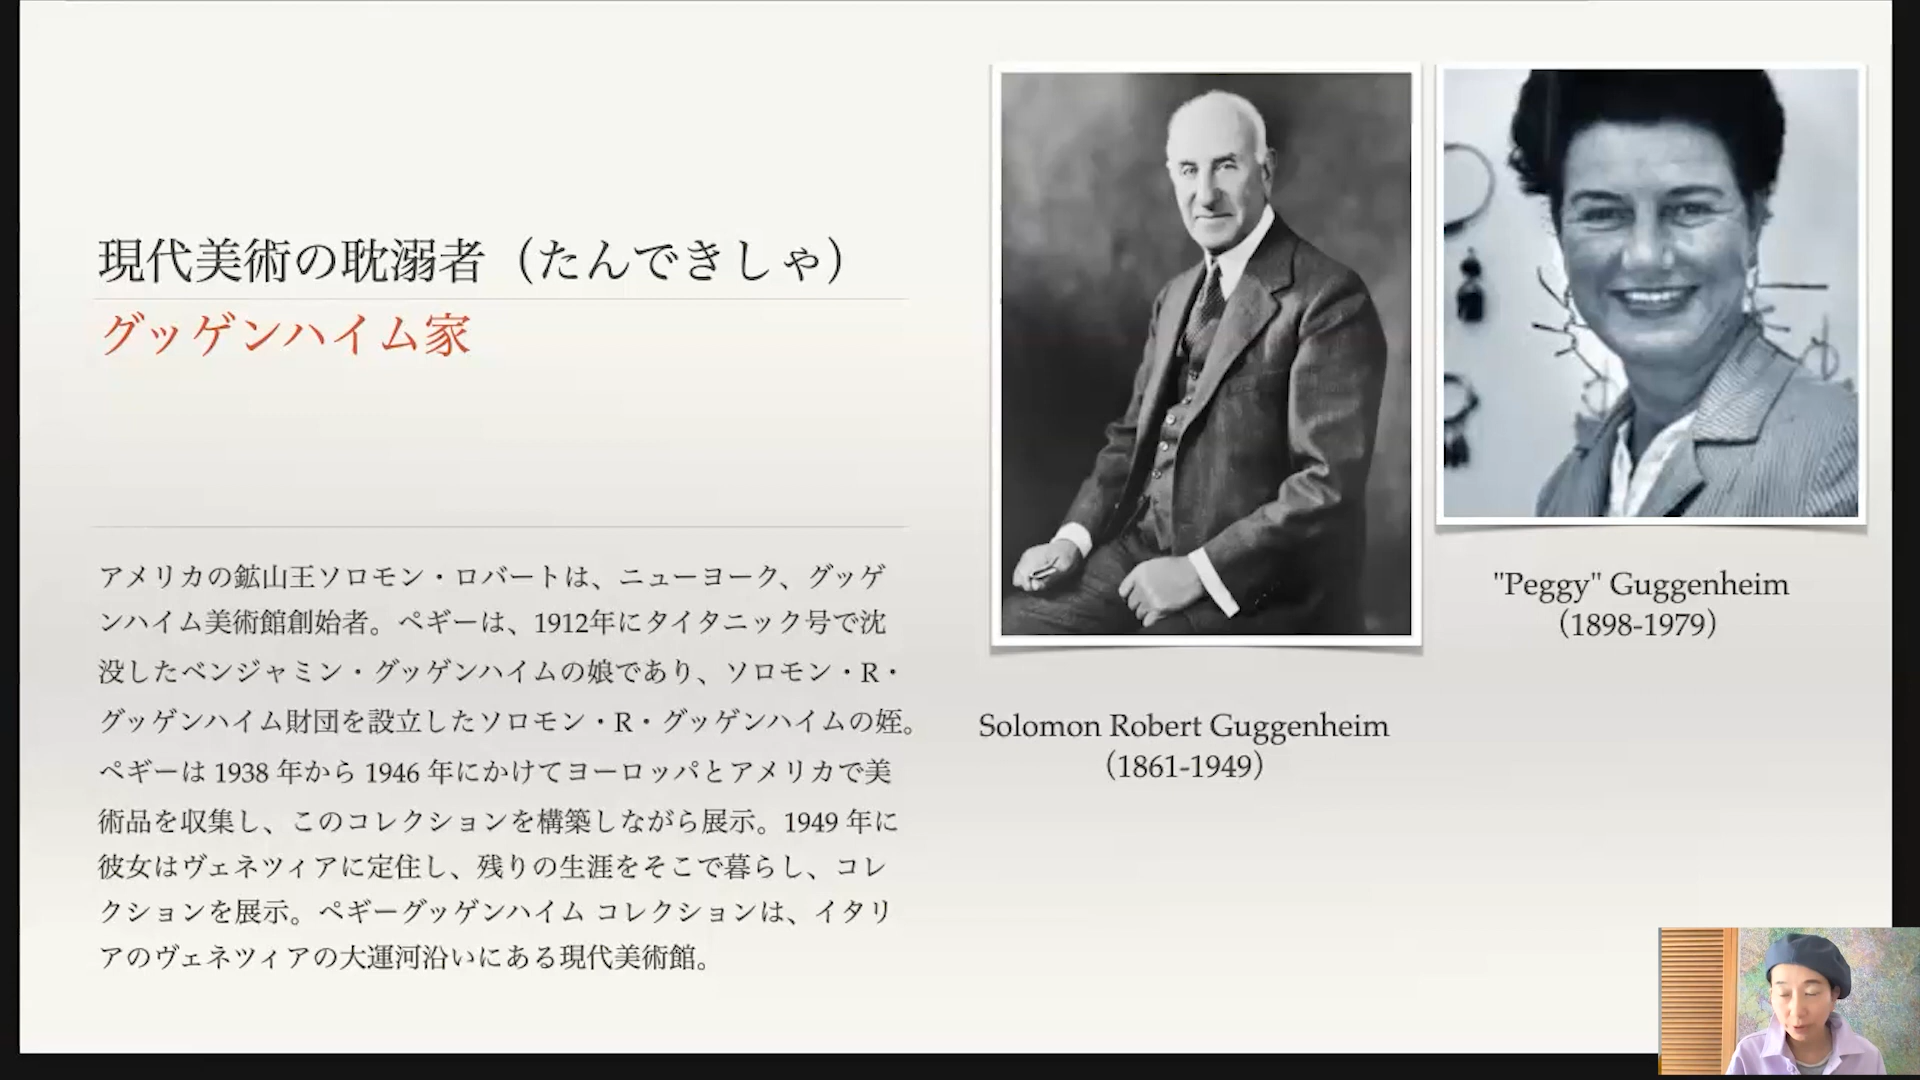 現代美術の耽溺者（たんできしゃ）
グッゲンハイム家
アメリカの鉱山王ソロモン・ロバートは、ニューヨーク、グッゲ
ンハイム美術館創始者。ペギーは、1912年にタイタニック号で沈
没したベンジャミン・グッゲンハイムの娘であり、ソロモン・R・
グッゲンハイム財団を設立したソロモン・R・グッゲンハイムの姪。
ペギーは 1938 年から 1946 年にかけてヨーロッパとアメリカで美
術品を収集し、このコレクションを構築しながら展示。1949 年に
彼女はヴェネツィアに定住し、残りの生涯をそこで暮らし、コレ
クションを展示。ペギーグッゲンハイム コレクションは、イタリ
アのヴェネツィアの大運河沿いにある現代美術館。
Solomon Robert Guggenheim
（1861-1949）
"Peggy" Guggenheim
（1898-1979）